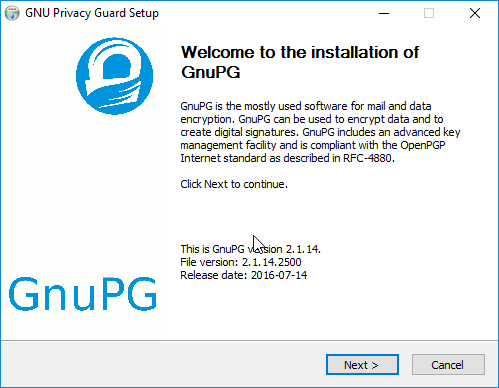 GNU Privacy Guard Setup
Welcome to the installation of
GnuPG
GnuPG is the mostly used software for mail and data
encryption. GnuPG can be used to encrypt data and to
create digital signatures. GnuPG includes an advanced key
management facility and is compliant with the OpenPGP
Internet standard as described in RFC-4880.
Click Next to continue.
This is GnuPG version 2.1.14.
File version: 2.1.14.2500
Release date: 2016-07-14
GnuPG
Next >
Cancel